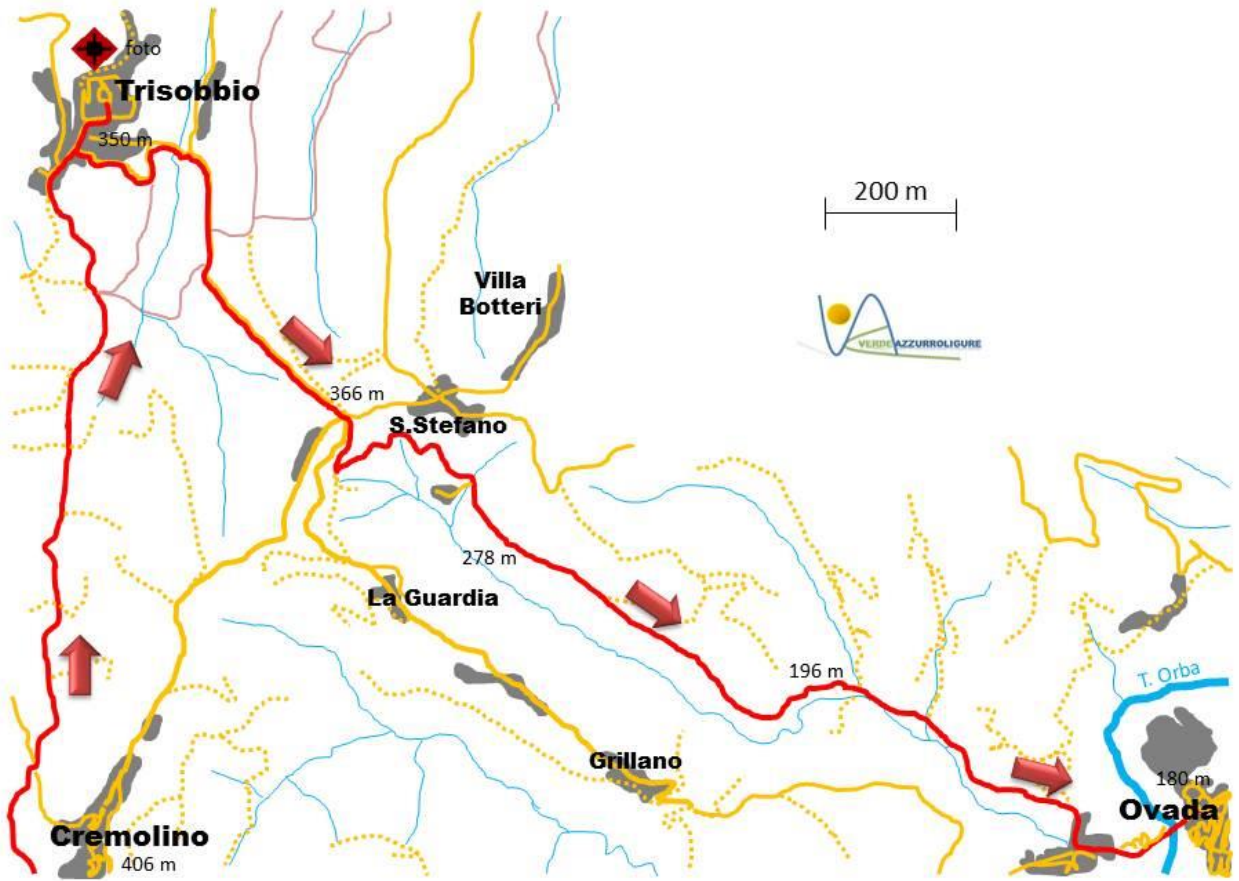 foto
Trisobbio
350 m
200 m
Villa
Botteri
VERDEAZZURROLIGURE
366 m
S.Stefano
278 m
La Guardia
196 m
T. Orba
Grillano
180 m
Ovada
Cremolino
406 m